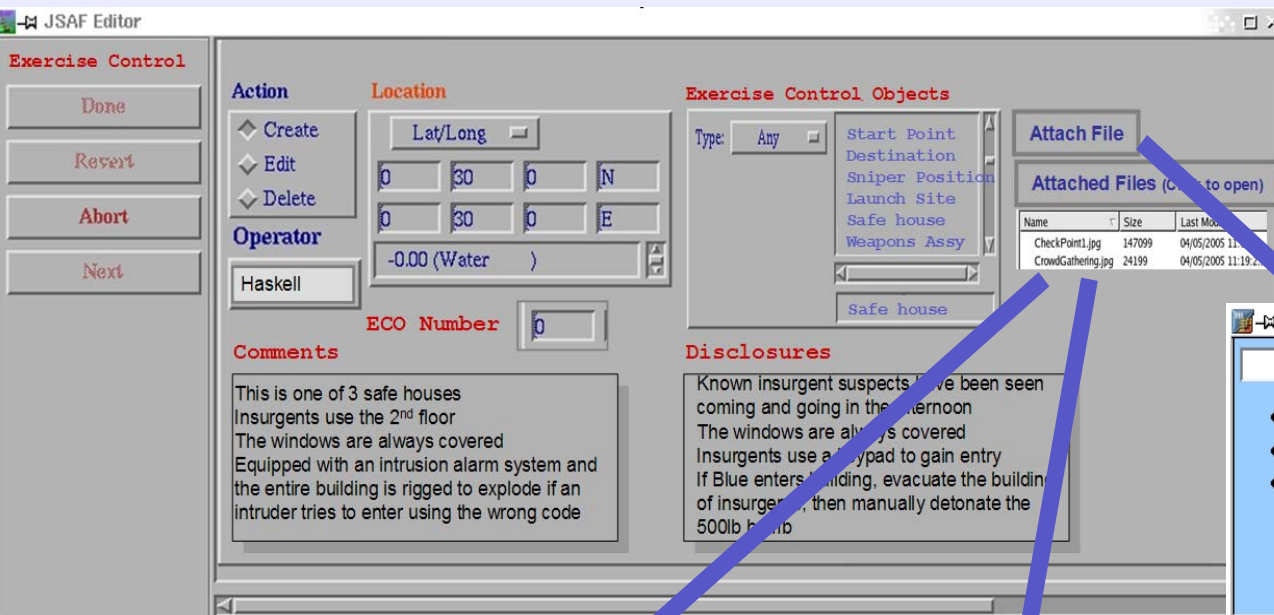 JSAF Editor
Exercise Control
Done
Revert
Abort
Next
Action
Create
Edit
Delete
Operator
Haskell
Location
Lat/Long
0 30 0 N
0 30 0 E
-0.00 (Water )
ECO Number 0
Exercise Control Objects
Type: Any
Start Point
Destination
Sniper Position
Launch Site
Safe house
Weapons Assy
Safe house
Attach File
Attached Files to open)
Name Size Last
CheckPoint1.jpg 147099 04/05/2005
CrowdGathering.jpg 24199 04/05/2005 11:19:2
Comments
This is one of 3 safe houses
Insurgents use the 2nd floor
The windows are always covered
Equipped with an intrusion alarm system and
the entire building is rigged to explode if an
intruder tries to enter using the wrong code
Disclosures
Known insurgent suspects have been seen
coming and going in the afternoon
The windows are always covered
Insurgents use a keypad to gain entry
If Blue enters building, evacuate the building
of insurgents, then manually detonate the
500lb bomb